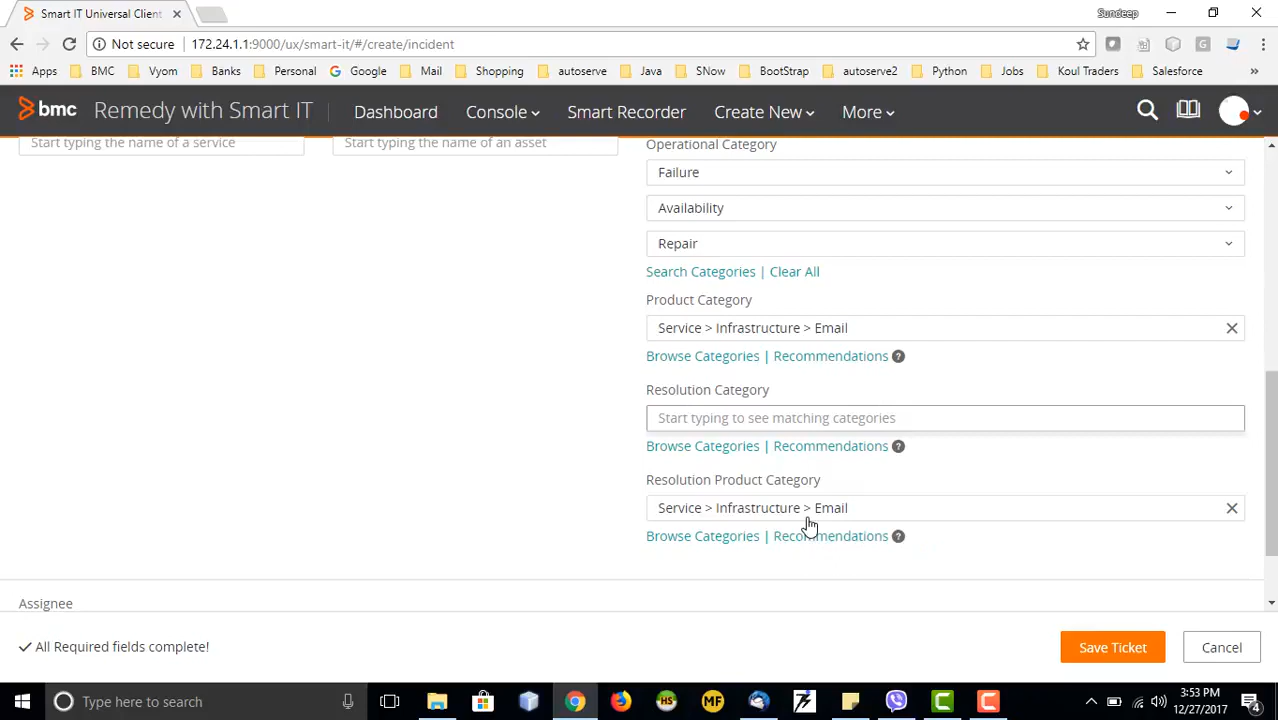 Smart IT Universal Client
Sundeep
Not secure 172.24.1.1:9000/ux/smart-it/#/create/incident
Apps BMC Vyom Banks Personal Google Mail Shopping autoserve Java SNow BootStrap autoserve2 Python Jobs Koul Traders Salesforce »
bmc Remedy with Smart IT Dashboard Console Smart Recorder Create New More
Start typing the name of a service Start typing the name of an asset
Operational Category
Failure
Availability
Repair
Search Categories | Clear All
Product Category
Service > Infrastructure > Email
Browse Categories | Recommendations ?
Resolution Category
Start typing to see matching categories
Browse Categories | Recommendations ?
Resolution Product Category
Service > Infrastructure > Email
Browse Categories | Recommendations ?
Assignee
All Required fields complete!
Save Ticket Cancel
Type here to search
HS MF
3:53 PM
12/27/2017
4